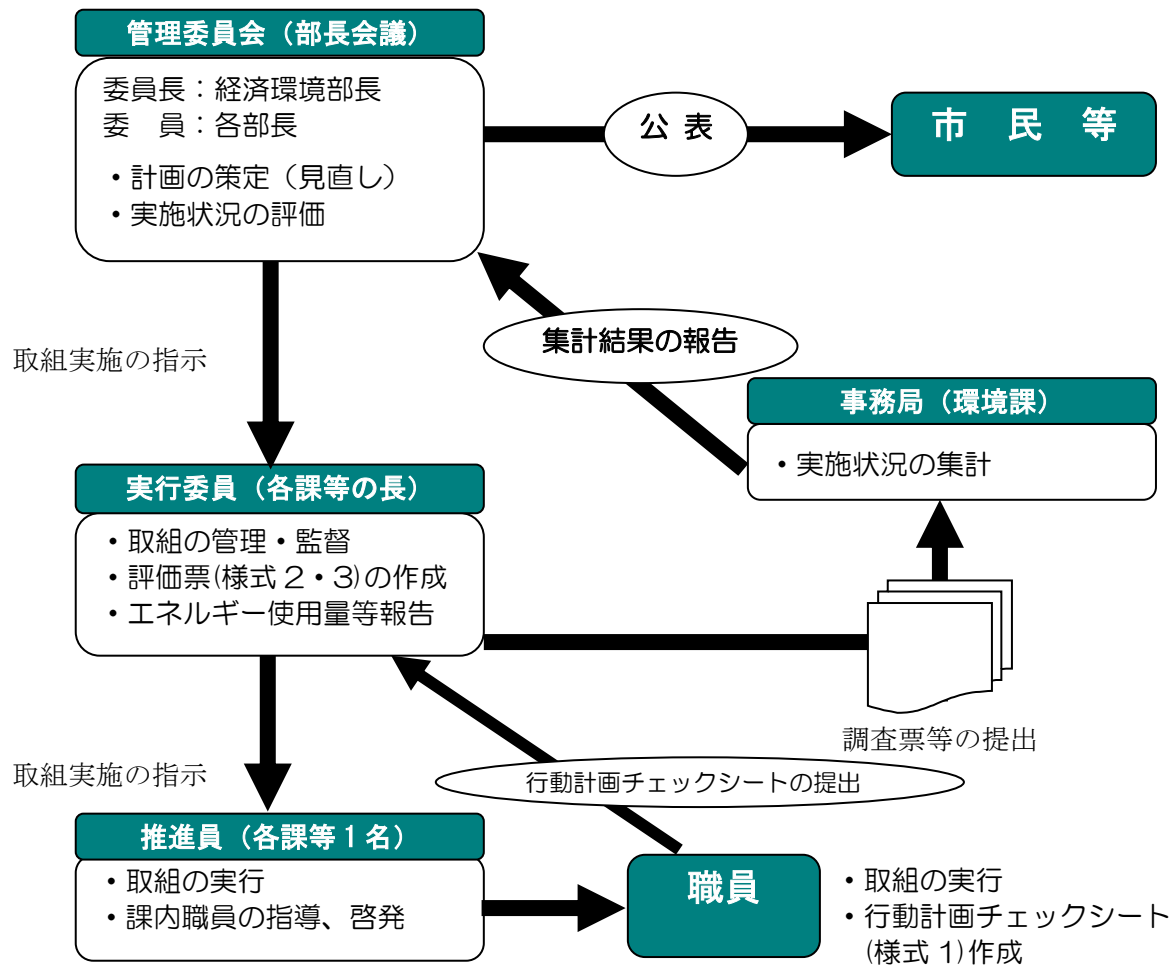 管理委員会（部長会議）
委員長：経済環境部長
委　員：各部長
・計画の策定（見直し）
・実施状況の評価
公 表
市　民　等
取組実施の指示
集計結果の報告
事務局（環境課）
・実施状況の集計
実行委員（各課等の長）
・取組の管理・監督
・評価票(様式２・３)の作成
・エネルギー使用量等報告
調査票等の提出
取組実施の指示
行動計画チェックシートの提出
推進員（各課等１名）
・取組の実行
・課内職員の指導、啓発
職員
・取組の実行
・行動計画チェックシート
(様式 1)作成